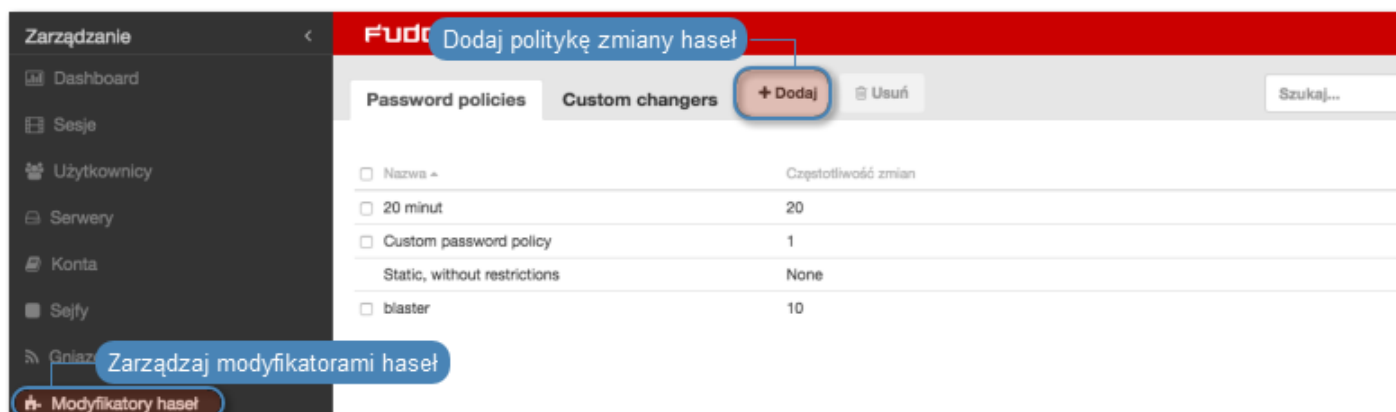 Zarządzanie
Dodaj politykę zmiany haseł
Dashboard
Password policies
Custom changers
+ Dodaj
Usuń
Szukaj...
Sesje
Użytkownicy
Nazwa
Częstotliwość zmian
20 minut
20
Serwery
Custom password policy
1
Konta
Static, without restrictions
None
Sejfy
blaster
10
Zarządzaj modyfikatorami haseł
Modyfikatory haseł